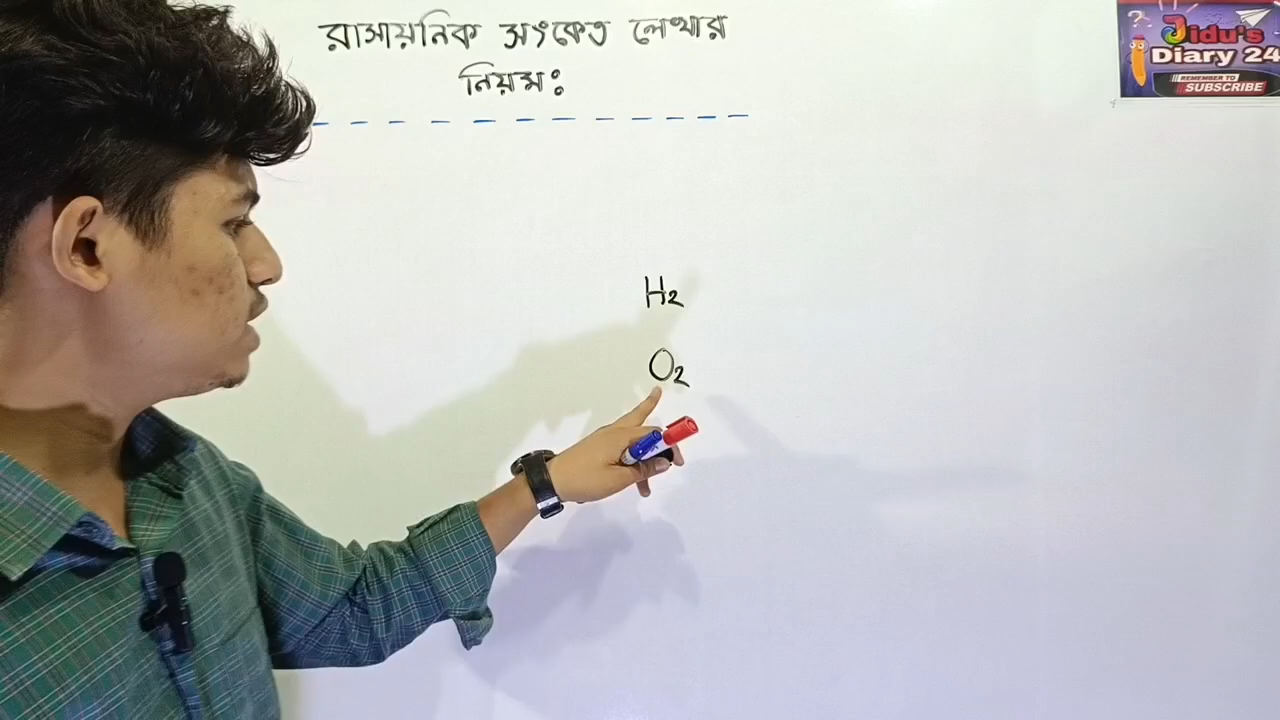 রাসায়নিক সংকেত লেখার
নিয়মঃ
Jidu's
Diary 24
REMEMBER TO
SUBSCRIBE
H₂
O₂